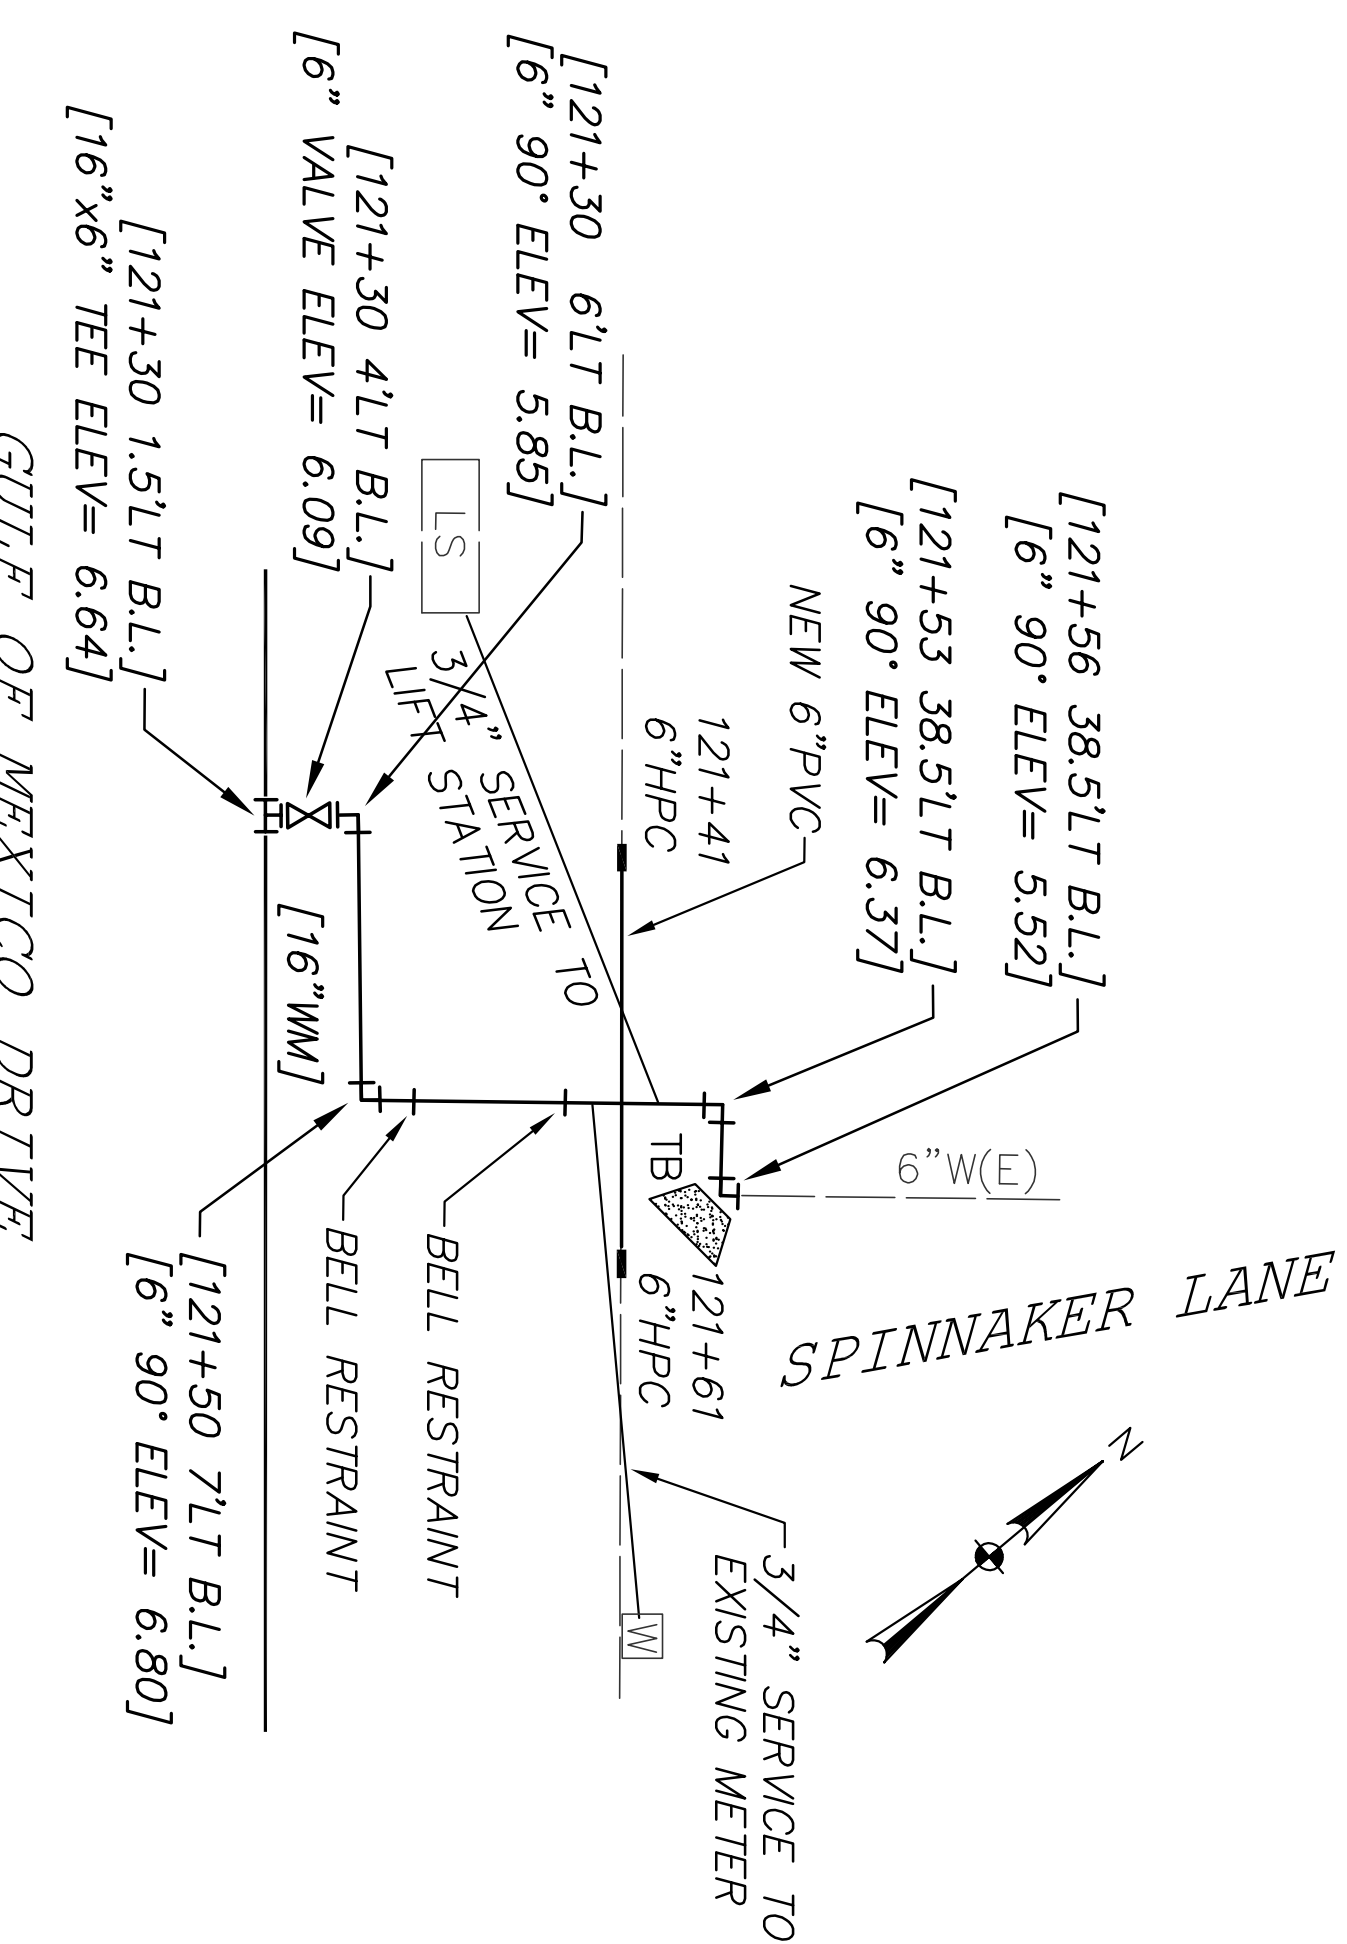 [121+56 38.5'LT B.L.]
[6" 90° ELEV= 5.52]
[121+53 38.5'LT B.L.]
[6" 90° ELEV= 6.37]
NEW 6"PVC
121+41
6"HPC
[121+30 6'LT B.L.]
[6" 90° ELEV= 5.85]
LS
3/4" SERVICE TO
LIFT STATION
[121+30 4'LT B.L.]
[6" VALVE ELEV= 6.09]
[121+30 1.5'LT B.L.]
[16"x6" TEE ELEV= 6.64]
[16"WM]
TB
6"W(E)
SPINNAKER LANE
N
121+61
6"HPC
3/4" SERVICE TO
EXISTING METER
W
BELL RESTRAINT
BELL RESTRAINT
[121+50 7'LT B.L.]
[6" 90° ELEV= 6.80]
GULF OF MEXICO DRIVE